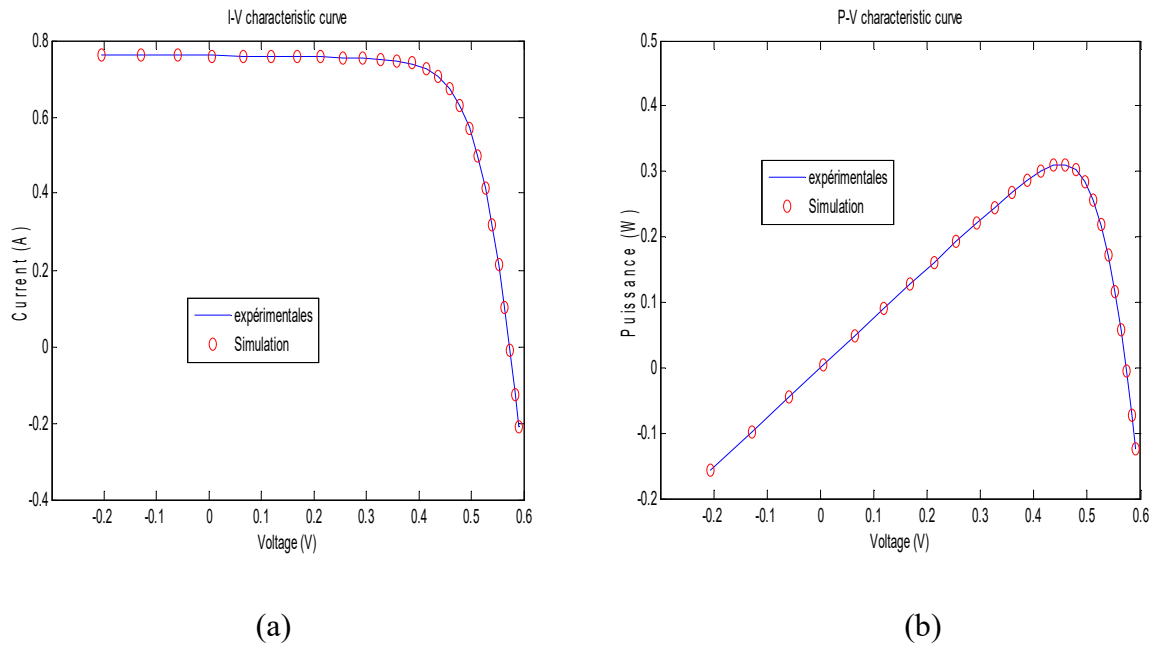 I-V characteristic curve
0.8
0.6
0.4
0.2
0
-0.2
-0.4
Current (A)
expérimentales
Simulation
-0.2 -0.1 0 0.1 0.2 0.3 0.4 0.5 0.6
Voltage (V)
(a)
P-V characteristic curve
0.5
0.4
0.3
0.2
0.1
0
-0.1
-0.2
Puissance (W)
expérimentales
Simulation
-0.2 -0.1 0 0.1 0.2 0.3 0.4 0.5 0.6
Voltage (V)
(b)